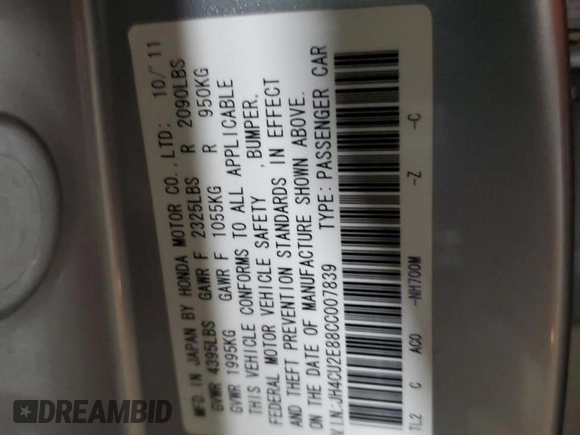 MFD IN JAPAN BY HONDA MOTOR CO.,LTD: 10/'11
GVWR 4395LBS GAWR F 2325LBS R 2090LBS
GVWR 1995KG GAWR F 1055KG R 950KG
THIS VEHICLE CONFORMS TO ALL APPLICABLE
FEDERAL MOTOR VEHICLE SAFETY ,BUMPER,
AND THEFT PREVENTION STANDARDS IN EFFECT
ON THE DATE OF MANUFACTURE SHOWN ABOVE.
V.I.N:JH4CU2E88CC007839 TYPE:PASSENGER CAR
TL2 C AC0 -NH700M -Z -C
DREAMBID